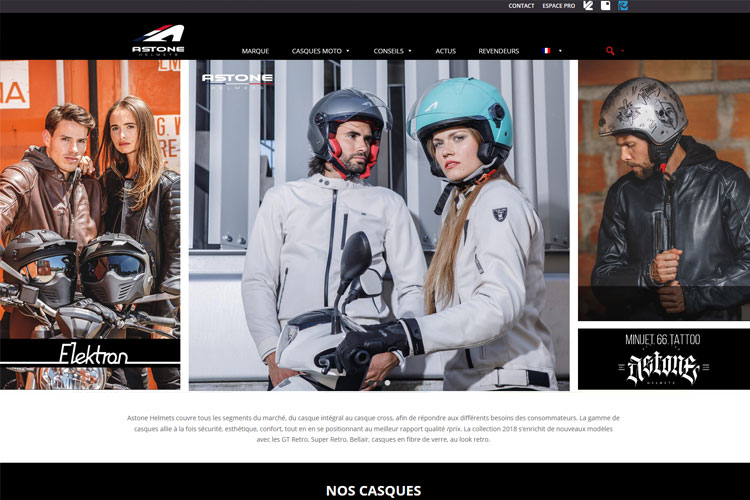 CONTACT ESPACE PRO
ASTONE
HELMETS
MARQUE CASQUES MOTO CONSEILS ACTUS REVENDEURS
ASTONE
HELMETS
Elektron
MINUIT 66 TATTOO
Astone
HELMETS
Astone Helmets couvre tous les segments du marché, du casque intégral au casque cross, afin de répondre aux différents besoins des consommateurs. La gamme de
casques allie à la fois sécurité, esthétique, confort, tout en en se positionnant au meilleur rapport qualité /prix. La collection 2018 s'enrichit de nouveaux modèles
avec les GT Retro, Super Retro, Bellair, casques en fibre de verre, au look retro.
NOS CASQUES